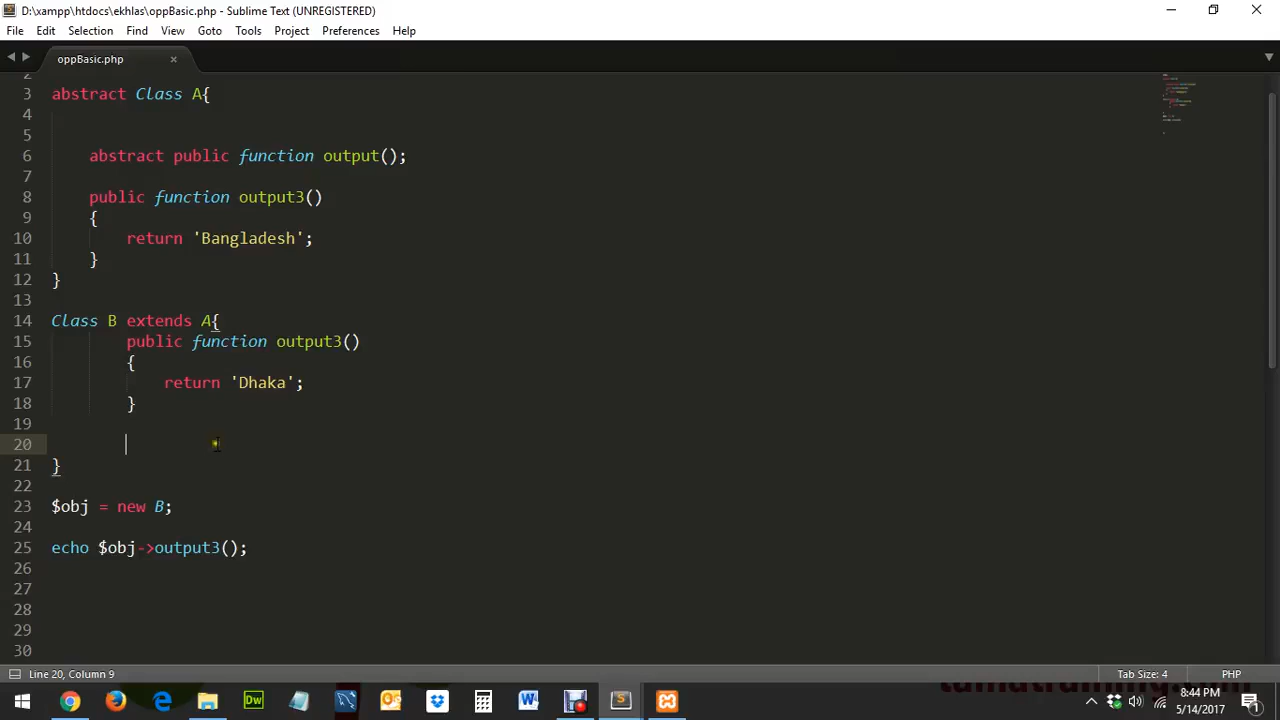 D:\xampp\htdocs\ekhlas\oppBasic.php - Sublime Text (UNREGISTERED)
File Edit Selection Find View Goto Tools Project Preferences Help
oppBasic.php
2
3 abstract Class A{
4
5
6 abstract public function output();
7
8 public function output3()
9 {
10 return 'Bangladesh';
11 }
12 }
13
14 Class B extends A{
15 public function output3()
16 {
17 return 'Dhaka';
18 }
19
20
21 }
22
23 $obj = new B;
24
25 echo $obj->output3();
26
27
28
29
30
Line 20, Column 9 Tab Size: 4 PHP
8:44 PM
5/14/2017